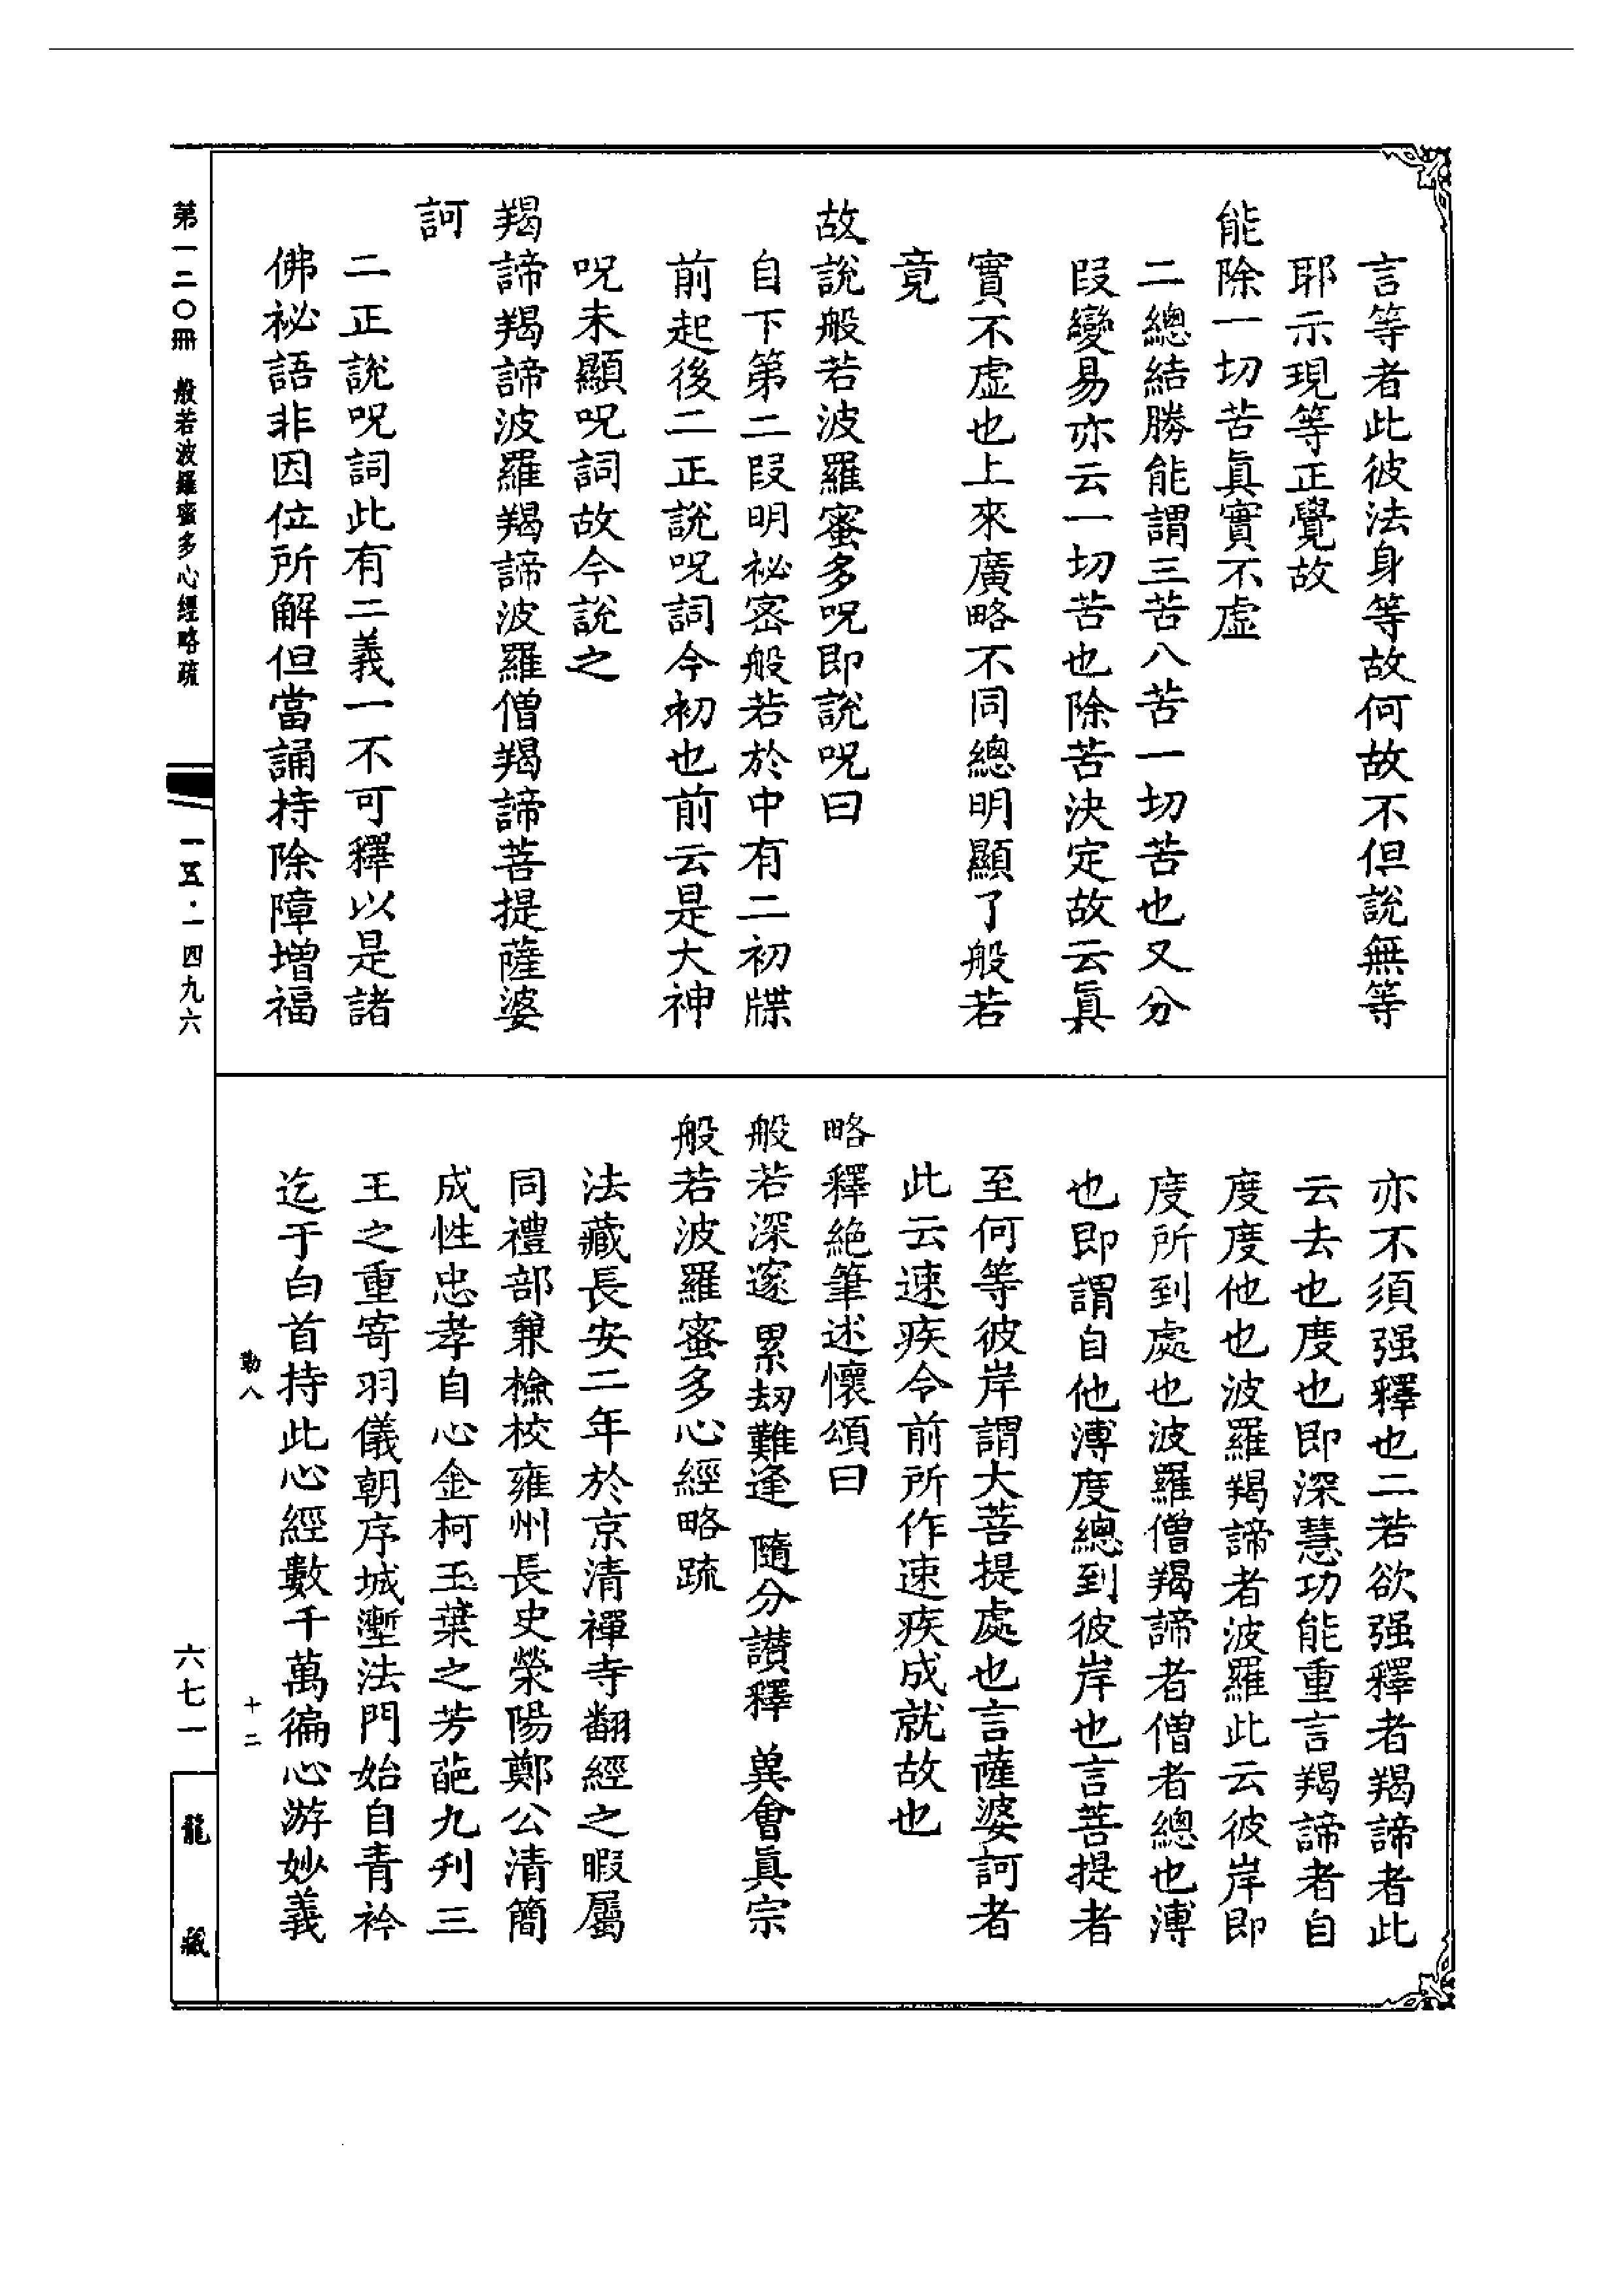 言等者此彼法身等故何故不但說無等
耶示現等正覺故
能除一切苦眞實不虛
二總結勝能謂三苦八苦一切苦也又分
段變易亦云一切苦也除苦決定故云眞
實不虛也上來廣略不同總明顯了般若
竟
故說般若波羅蜜多呪即說呪曰
自下第二段明祕密般若於中有二初牒
前起後二正說呪詞今初也前云是大神
呪未顯呪詞故今說之
羯諦羯諦波羅羯諦波羅僧羯諦菩提薩婆
訶
二正說呪詞此有二義一不可釋以是諸
佛祕語非因位所解但當誦持除障增福
亦不須强釋也二若欲强釋者羯諦者此
云去也度也即深慧功能重言羯諦者自
度度他也波羅羯諦者波羅此云彼岸即
度所到處也波羅僧羯諦者僧者總也溥
也即謂自他溥度總到彼岸也言菩提者
至何等彼岸謂大菩提處也言薩婆訶者
此云速疾令前所作速疾成就故也
略釋絶筆述懷頌曰
般若深邃 累劫難逢 隨分讃釋 冀會眞宗
般若波羅蜜多心經略疏
法藏長安二年於京清禪寺翻經之暇屬
同禮部兼檢校雍州長史榮陽鄭公清簡
成性忠孝自心金柯玉葉之芳葩九刋三
王之重寄羽儀朝序城塹法門始自青衿
迄于白首持此心經數千萬徧心游妙義
勤八
十二
第一二〇冊 般若波羅蜜多心經略疏
一五·一四九六
六七一
龍藏